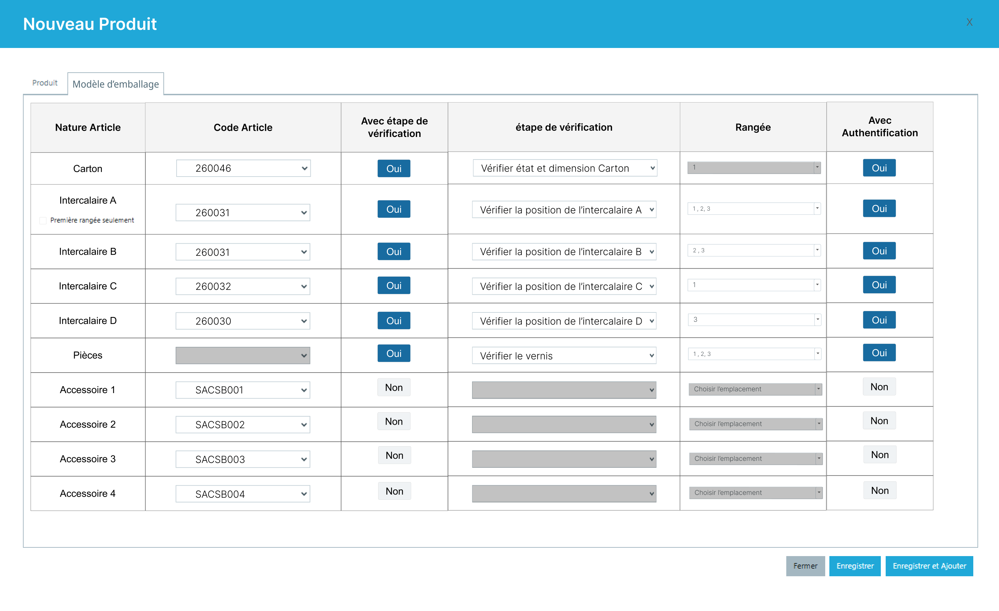 Nouveau Produit
X
Produit
Modèle d’emballage
Nature Article
Code Article
Avec étape de
vérification
étape de vérification
Rangée
Avec
Authentification
Carton
260046
Oui
Vérifier état et dimension Carton
1
Oui
Intercalaire A
Première rangée seulement
260031
Oui
Vérifier la position de l’intercalaire A
1 , 2, 3
Oui
Intercalaire B
260031
Oui
Vérifier la position de l’intercalaire B
2 , 3
Oui
Intercalaire C
260032
Oui
Vérifier la position de l’intercalaire C
1
Oui
Intercalaire D
260030
Oui
Vérifier la position de l’intercalaire D
3
Oui
Pièces
Oui
Vérifier le vernis
1 , 2, 3
Oui
Accessoire 1
SACSB001
Non
Choisir l’emplacement
Non
Accessoire 2
SACSB002
Non
Choisir l’emplacement
Non
Accessoire 3
SACSB003
Non
Choisir l’emplacement
Non
Accessoire 4
SACSB004
Non
Choisir l’emplacement
Non
Fermer
Enregistrer
Enregistrer et Ajouter